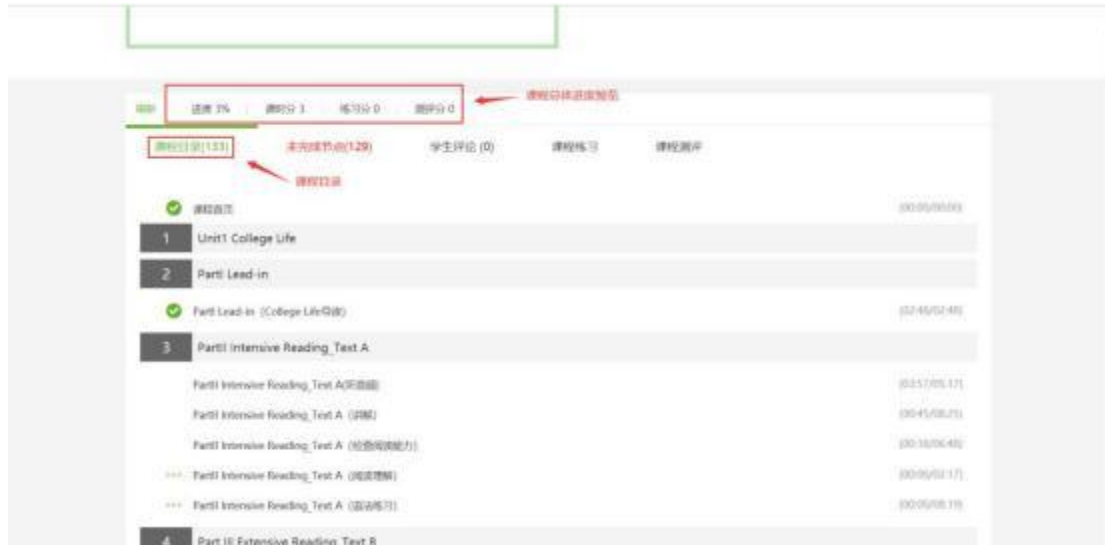 进度 3% 课时分 3 练习分 0 测评分 0 课程总体进度概览
课程目录(133) 未完成节点(129) 学生评论 (0) 课程练习 课程测评
课程目录
课程首页 (00:00/00:00)
1 Unit1 College Life
2 PartI Lead-in
PartI Lead-in (College Life导读) (02:48/02:48)
3 PartII Intensive Reading_Text A
PartII Intensive Reading_Text A
PartII Intensive Reading_Text A (讲解)
PartII Intensive Reading_Text A (检查阅读能力)
PartII Intensive Reading_Text A (阅读理解)
PartII Intensive Reading_Text A (语法练习)
4 Part III Extensive Reading_Text B